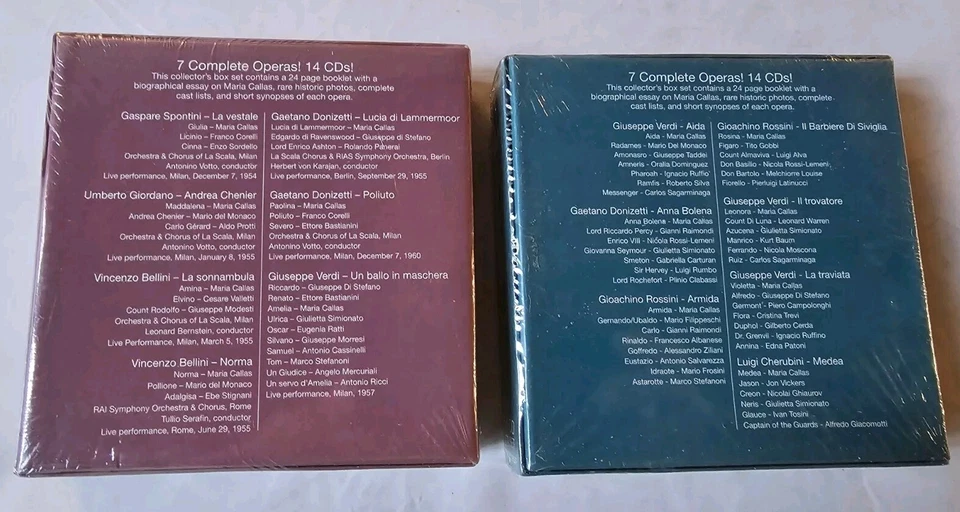 7 Complete Operas! 14 CDs!
This collector's box set contains a 24 page booklet with a
biographical essay on Maria Callas, rare historic photos, complete
cast lists, and short synopses of each opera.
Gaspare Spontini – La vestale
Giulia – Maria Callas
Licinio – Franco Corelli
Cinna – Enzo Sordello
Orchestra & Chorus of La Scala, Milan
Antonino Votto, conductor
Live performance, Milan, December 7, 1954
Umberto Giordano – Andrea Chenier
Maddalena – Maria Callas
Andrea Chenier – Mario del Monaco
Carlo Gérard – Aldo Protti
Orchestra & Chorus of La Scala, Milan
Antonino Votto, conductor
Live performance, Milan, January 8, 1955
Vincenzo Bellini – La sonnambula
Amina – Maria Callas
Elvino – Cesare Valletti
Count Rodolfo – Giuseppe Modesti
Orchestra & Chorus of La Scala, Milan
Leonard Bernstein, conductor
Live Performance, Milan, March 5, 1955
Vincenzo Bellini – Norma
Norma – Maria Callas
Pollione – Mario del Monaco
Adalgisa – Ebe Stignani
RAI Symphony Orchestra & Chorus, Rome
Tullio Serafin, conductor
Live performance, Rome, June 29, 1955
Gaetano Donizetti – Lucia di Lammermoor
Lucia di Lammermoor – Maria Callas
Edgardo di Ravenswood – Giuseppe di Stefano
Lord Enrico Ashton – Rolando Panerai
La Scala Chorus & RIAS Symphony Orchestra, Berlin
Herbert von Karajan, conductor
Live performance, Berlin, September 29, 1955
Gaetano Donizetti – Poliuto
Paolina – Maria Callas
Poliuto – Franco Corelli
Severo – Ettore Bastianini
Orchestra & Chorus of La Scala, Milan
Antonino Votto, conductor
Live performance, Milan, December 7, 1960
Giuseppe Verdi – Un ballo in maschera
Riccardo – Giuseppe Di Stefano
Renato – Ettore Bastianini
Amelia – Maria Callas
Ulrica – Giulietta Simionato
Oscar – Eugenia Ratti
Silvano – Giuseppe Morresi
Samuel – Antonio Cassinelli
Tom – Marco Stefanoni
Un Giudice – Angelo Mercuriali
Un servo d'Amelia – Antonio Ricci
Live performance, Milan, 1957
7 Complete Operas! 14 CDs!
This collector's box set contains a 24 page booklet with a
biographical essay on Maria Callas, rare historic photos, complete
cast lists, and short synopses of each opera.
Giuseppe Verdi - Aida
Aida - Maria Callas
Radames - Mario Del Monaco
Amonasro - Giuseppe Taddei
Amneris - Oralia Dominguez
Pharoah - Ignacio Ruffio
Ramfis - Roberto Silva
Messenger - Carlos Sagarminaga
Gaetano Donizetti - Anna Bolena
Anna Bolena - Maria Callas
Lord Riccardo Percy - Gianni Raimondi
Enrico VIII - Nicola Rossi-Lemeni
Giovanna Seymour - Giulietta Simionato
Smeton - Gabriella Carturan
Sir Hervey - Luigi Rumbo
Lord Rochefort - Plinio Clabassi
Gioachino Rossini - Armida
Armida - Maria Callas
Gernando/Ubaldo - Mario Filippeschi
Carlo - Gianni Raimondi
Rinaldo - Francesco Albanese
Goffredo - Alessandro Ziliani
Eustazio - Antonio Salvarezza
Idraote - Mario Frosini
Astarotte - Marco Stefanoni
Gioachino Rossini - Il Barbiere Di Siviglia
Rosina - Maria Callas
Figaro - Tito Gobbi
Count Almaviva - Luigi Alva
Don Basilio - Nicola Rossi-Lemeni
Don Bartolo - Melchiorre Louise
Fiorello - Pierluigi Latinucci
Giuseppe Verdi - Il trovatore
Leonora - Maria Callas
Count Di Luna - Leonard Warren
Azucena - Giulietta Simionato
Manrico - Kurt Baum
Ferrando - Nicola Moscona
Ruiz - Carlos Sagarminaga
Giuseppe Verdi - La traviata
Violetta - Maria Callas
Alfredo - Giuseppe Di Stefano
Germont - Piero Campolonghi
Flora - Cristina Trevi
Duphol - Gilberto Cerda
Dr. Grenvil - Ignacio Ruffino
Annina - Edna Patoni
Luigi Cherubini - Medea
Medea - Maria Callas
Jason - Jon Vickers
Creon - Nicolai Ghiaurov
Neris - Giulietta Simionato
Glauce - Ivan Tosini
Captain of the Guards - Alfredo Giacomotti